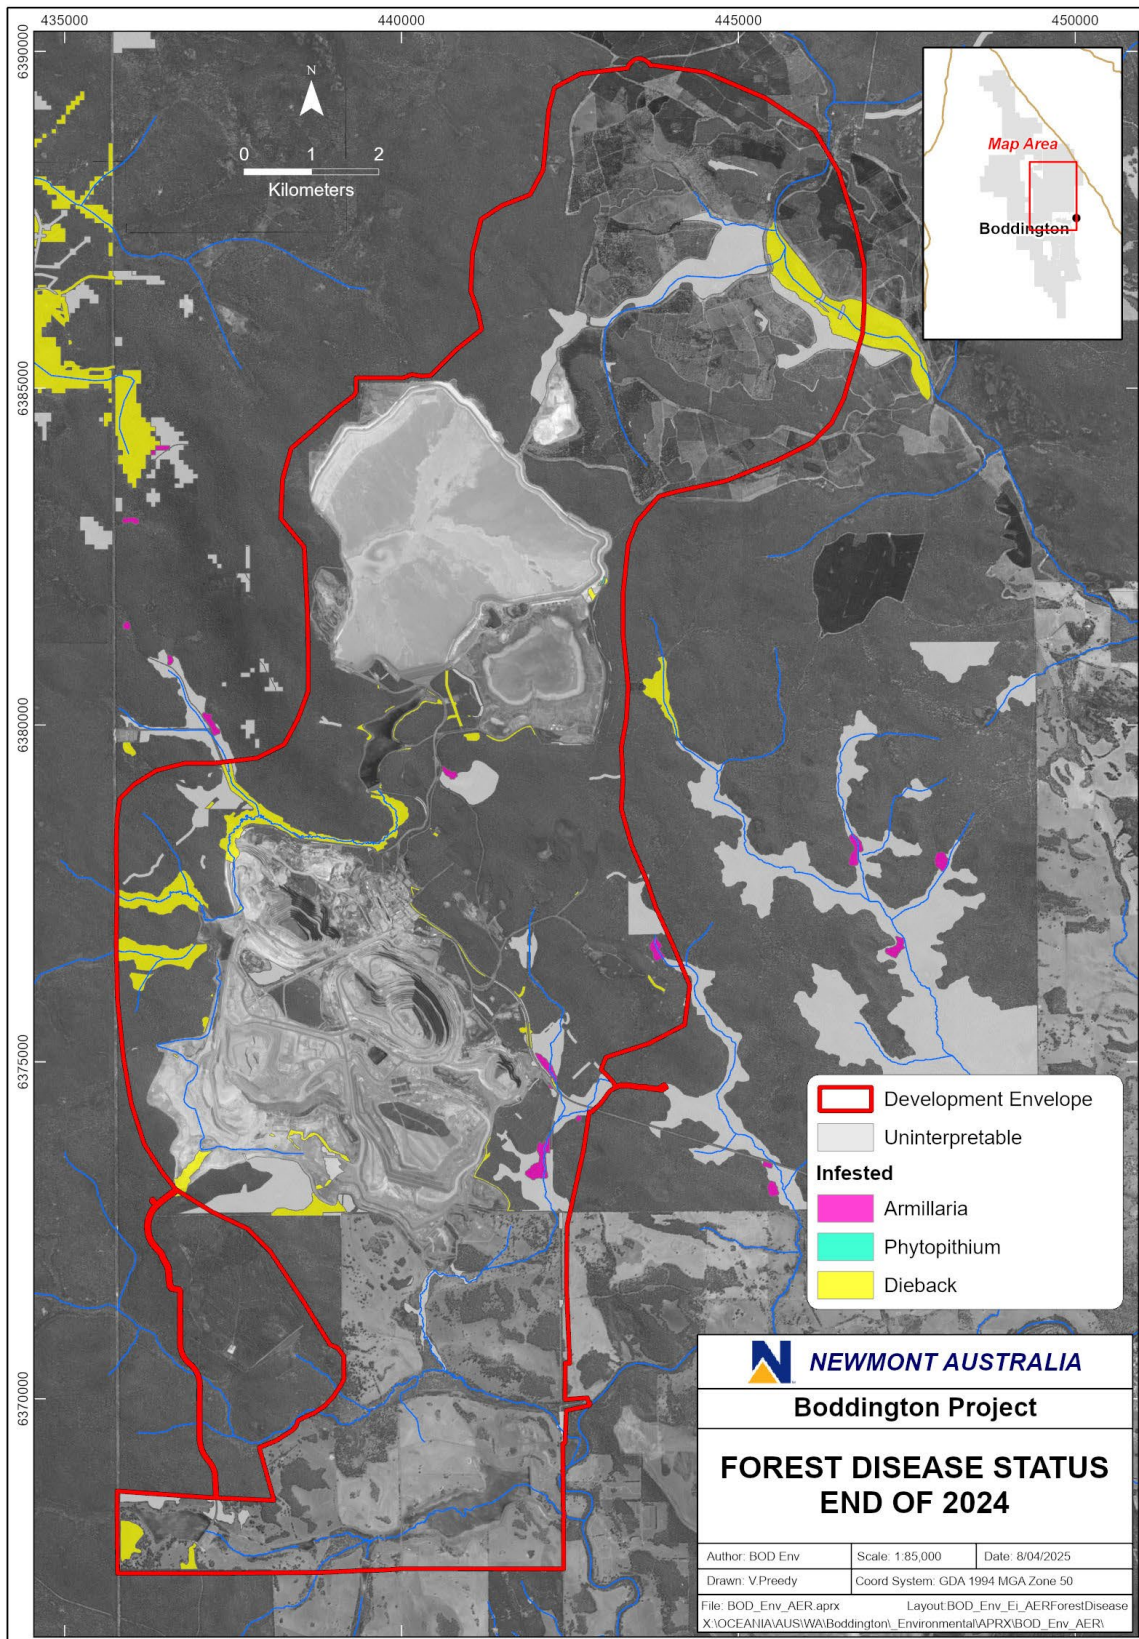 435000 440000 445000 450000
6390000
6385000
6380000
6375000
6370000
N
0 1 2
Kilometers
Map Area
Boddington
Development Envelope
Uninterpretable
Infested
Armillaria
Phytopithium
Dieback
NEWMONT AUSTRALIA
Boddington Project
FOREST DISEASE STATUS
END OF 2024
Author: BOD Env Scale: 1:85,000 Date: 8/04/2025
Drawn: V.Preedy Coord System: GDA 1994 MGA Zone 50
File: BOD_Env_AER.aprx Layout:BOD_Env_Ei_AERForestDisease
X:\OCEANIA\AUS\WA\Boddington\_Environmental\APRX\BOD_Env_AER\